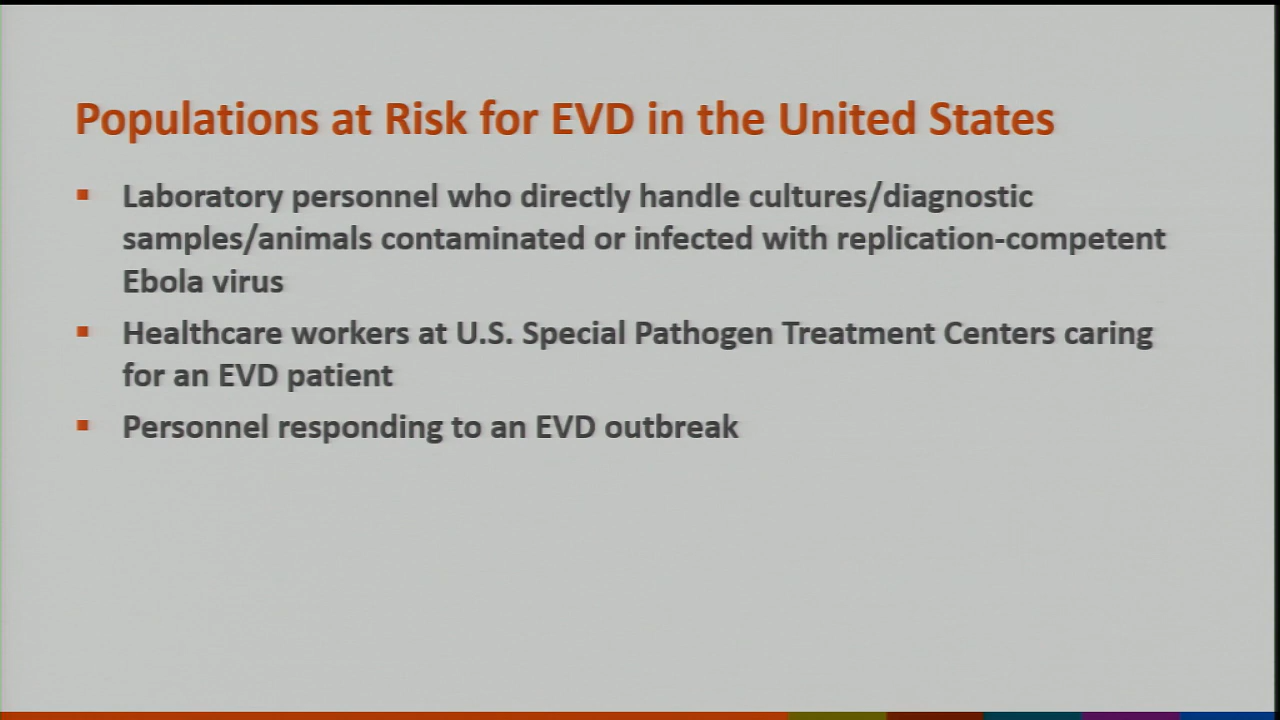 Populations at Risk for EVD in the United States
▪ Laboratory personnel who directly handle cultures/diagnostic
samples/animals contaminated or infected with replication-competent
Ebola virus
▪ Healthcare workers at U.S. Special Pathogen Treatment Centers caring
for an EVD patient
▪ Personnel responding to an EVD outbreak